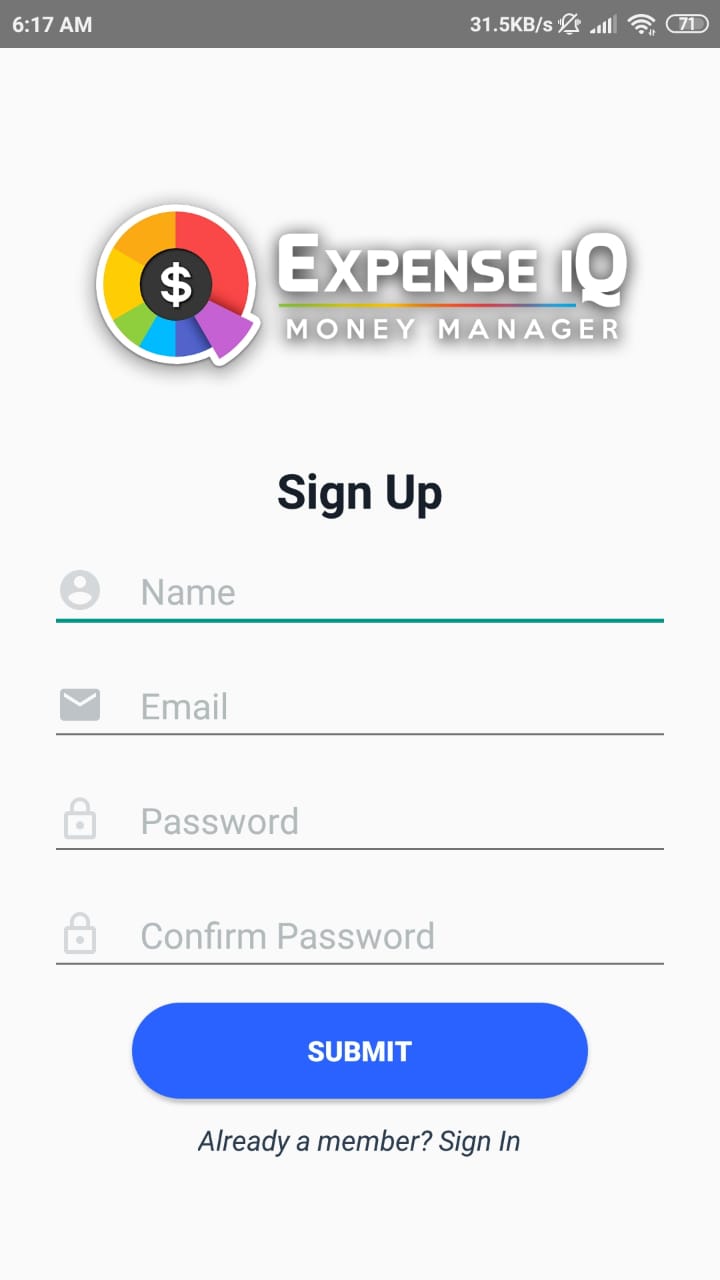 6:17 AM 31.5KB/s 71
$
EXPENSE IQ
MONEY MANAGER
Sign Up
Name
Email
Password
Confirm Password
SUBMIT
Already a member? Sign In